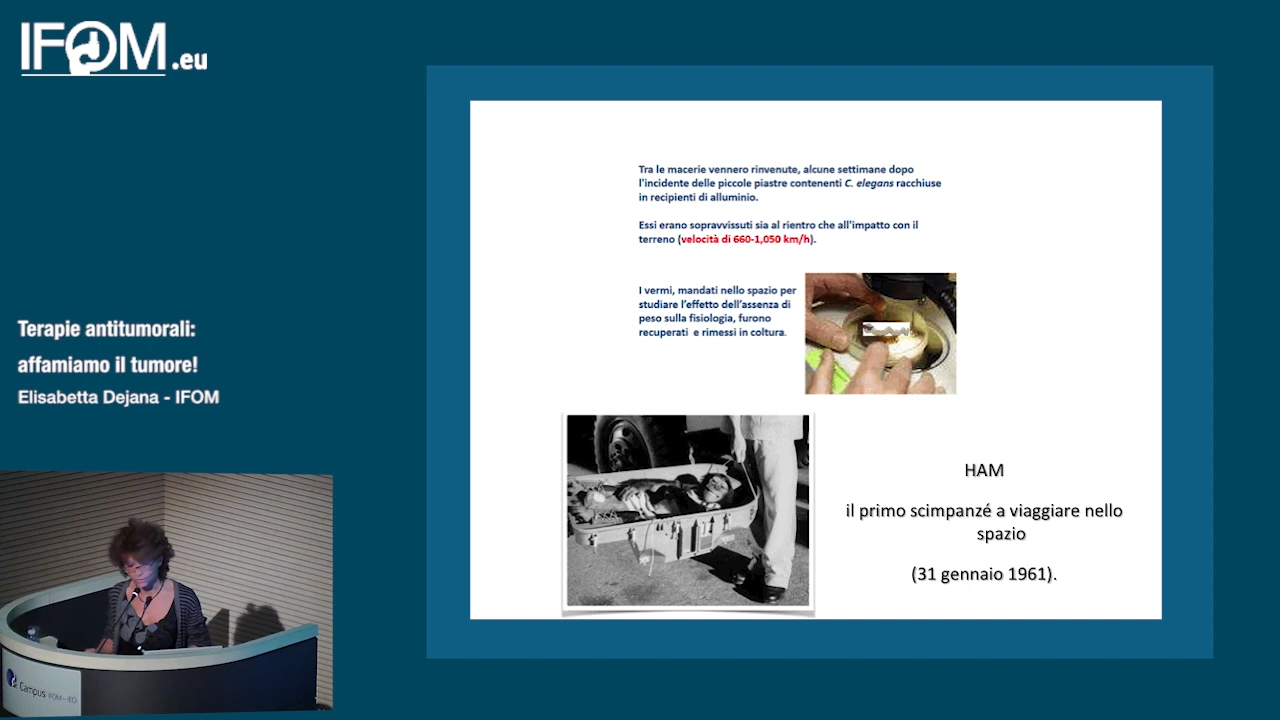 IFOM.eu
Terapie antitumorali:
affamiamo il tumore!
Elisabetta Dejana - IFOM
Tra le macerie vennero rinvenute, alcune settimane dopo
l'incidente delle piccole piastre contenenti C. elegans racchiuse
in recipienti di alluminio.
Essi erano sopravvissuti sia al rientro che all'impatto con il
terreno (velocità di 660-1,050 km/h).
I vermi, mandati nello spazio per
studiare l’effetto dell’assenza di
peso sulla fisiologia, furono
recuperati e rimessi in coltura.
HAM
il primo scimpanzé a viaggiare nello
spazio
(31 gennaio 1961).
Campus IFOM-IEO